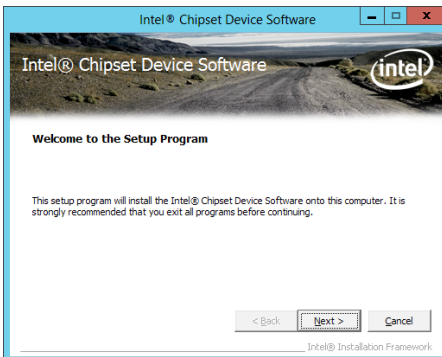 Intel® Chipset Device Software
Intel® Chipset Device Software
intel
Welcome to the Setup Program
This setup program will install the Intel® Chipset Device Software onto this computer. It is
strongly recommended that you exit all programs before continuing.
< Back Next > Cancel
Intel® Installation Framework